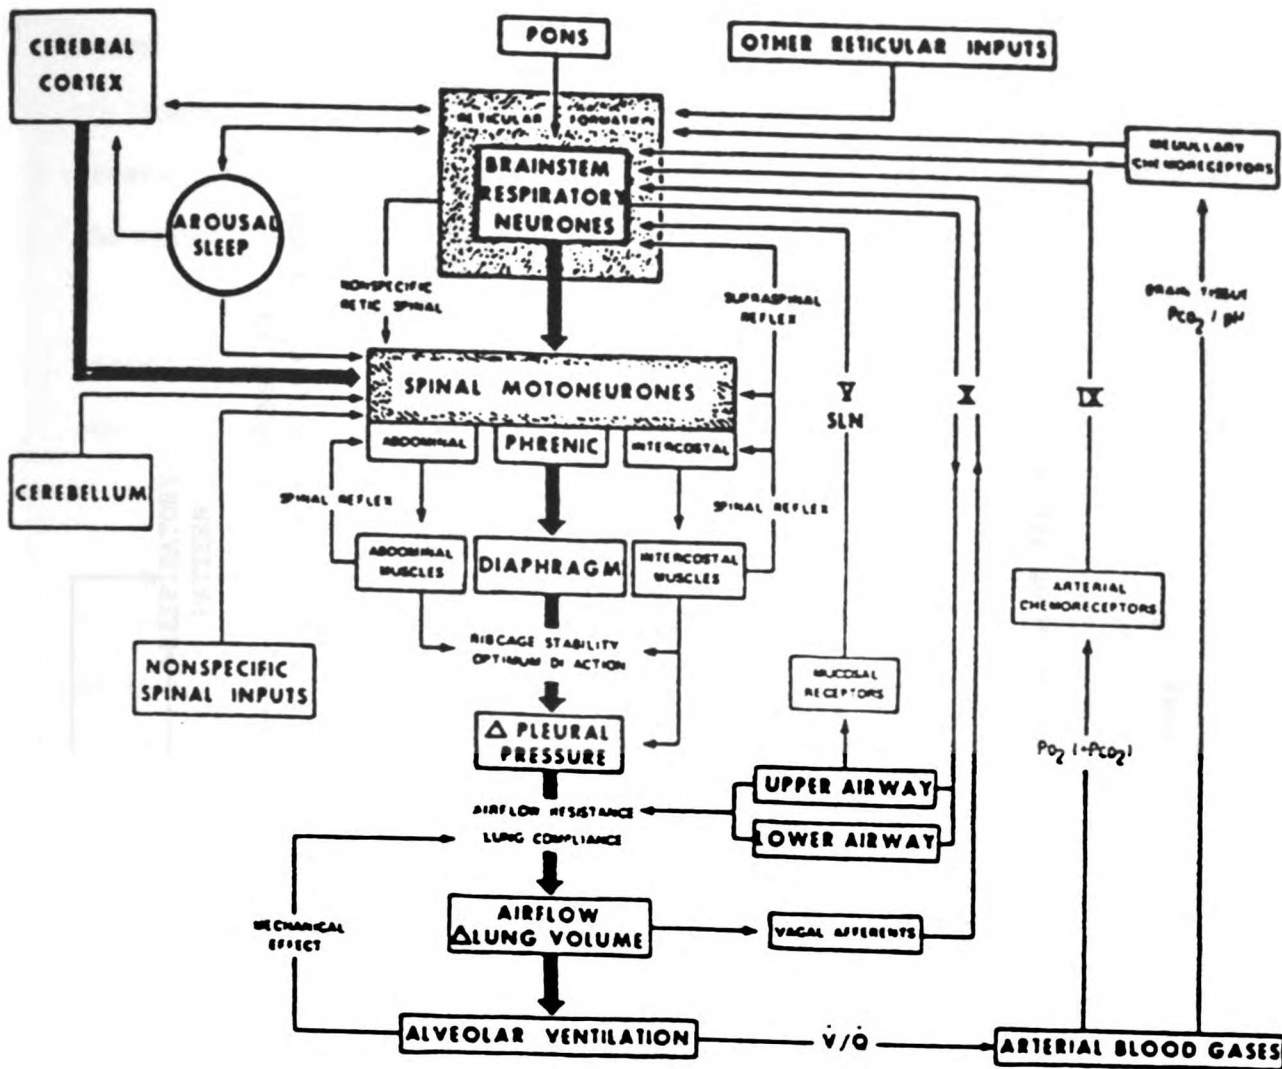 CEREBRAL
CORTEX
PONS
OTHER RETICULAR INPUTS
RETICULAR FORMATION
BRAINSTEM
RESPIRATORY
NEURONES
MEDULLARY
CHEMORECEPTORS
AROUSAL
SLEEP
NONSPECIFIC
RETIC SPINAL
SUPRASPINAL
REFLEX
BRAIN TISSUE
PCO2 / pH
SPINAL MOTONEURONES
V
SLN
X
IX
ABDOMINAL
PHRENIC
INTERCOSTAL
CEREBELLUM
SPINAL REFLEX
SPINAL REFLEX
ABDOMINAL
MUSCLES
DIAPHRAGM
INTERCOSTAL
MUSCLES
ARTERIAL
CHEMORECEPTORS
RIBCAGE STABILITY
OPTIMUM DI ACTION
NONSPECIFIC
SPINAL INPUTS
MUCOSAL
RECEPTORS
Δ PLEURAL
PRESSURE
PO2 (-PCO2)
UPPER AIRWAY
AIRFLOW RESISTANCE
LUNG COMPLIANCE
LOWER AIRWAY
MECHANICAL
EFFECT
AIRFLOW
Δ LUNG VOLUME
VAGAL AFFERENTS
ALVEOLAR VENTILATION
V̇/Q̇
ARTERIAL BLOOD GASES